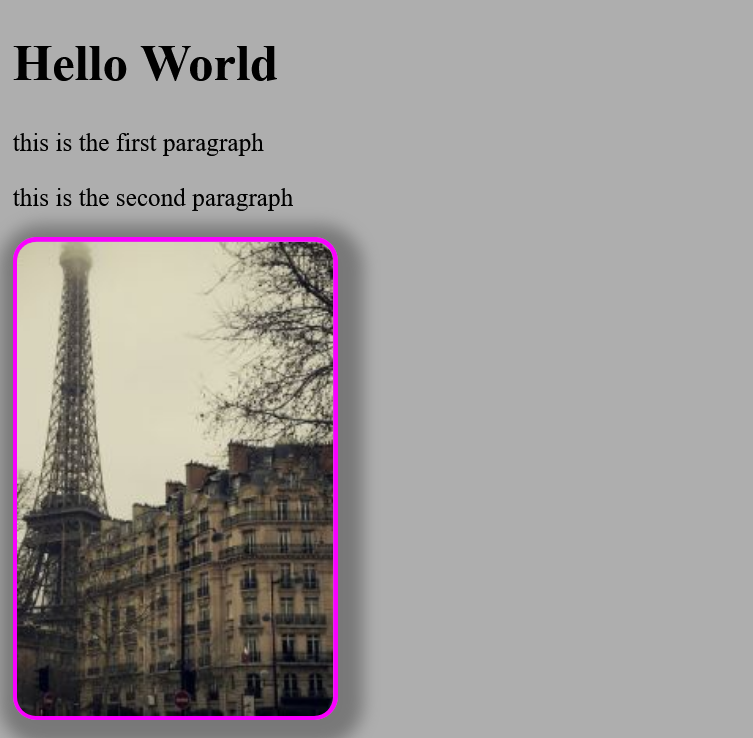 Hello World
this is the first paragraph
this is the second paragraph